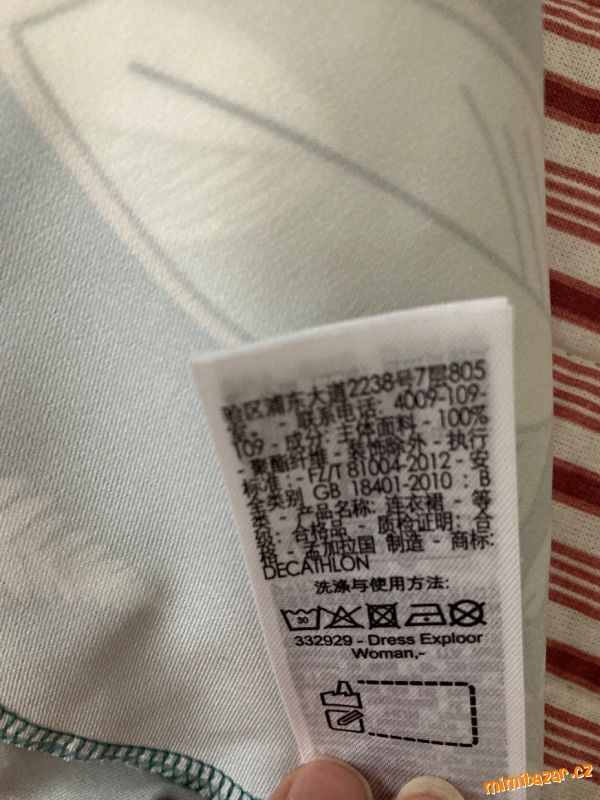 验区浦东大道2238号7层805
室。 - 联系电话: 4009-109-
109 - 成分: 主体面料 - 100%
聚酯纤维 - 装饰除外 - 执行
标准: - FZ/T 81004-2012 - 安
全类别 GB 18401-2010 : B
类 - 产品名称: 连衣裙 - 等
级: 合格品 - 质检证明: 合
格 - 孟加拉国 制造 - 商标:
DECATHLON
洗涤与使用方法:
30
332929 - Dress Exploor
Woman,-
mimibazar.cz